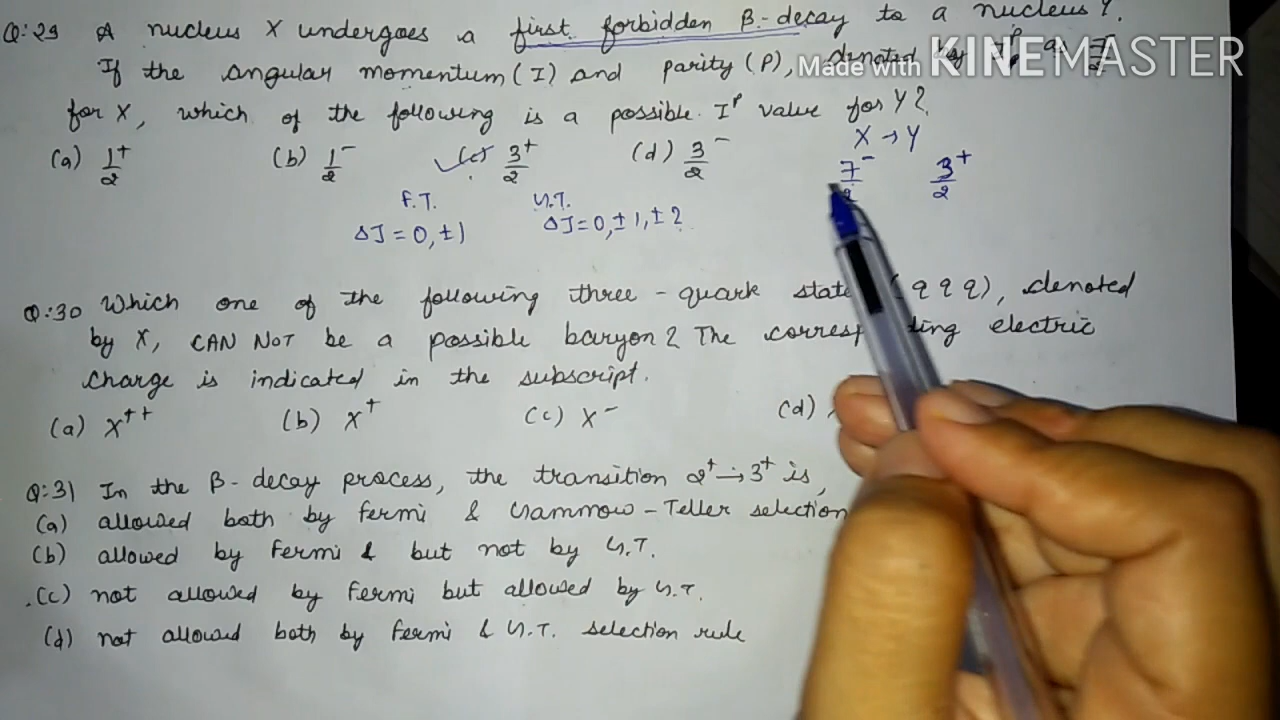 Q:29 A nucleus X undergoes a first forbidden β-decay to a nucleus Y.
If the angular momentum (I) and parity (P), denoted by I^P as 7/2
for X, which of the following is a possible I^P value for Y?
(a) 1/2^+ (b) 1/2^- (c) 3/2^+ (d) 3/2^-
X → Y
7/2^- 3/2^+
F.T. G.T.
ΔJ = 0, ±1 ΔJ = 0, ±1, ±2
Q:30 Which one of the following three-quark state (q q q), denoted
by X, CAN NOT be a possible baryon? The electric
charge is indicated in the subscript.
(a) X^++ (b) X^+ (c) X^- (d)
Q:31 In the β-decay process, the transition 2^+ → 3^+ is,
(a) allowed both by fermi & Gammow-Teller selection
(b) allowed by Fermi & but not by G.T.
(c) not allowed by Fermi but allowed by G.T.
(d) not allowed both by Fermi & G.T. selection rule
Made with KINEMASTER